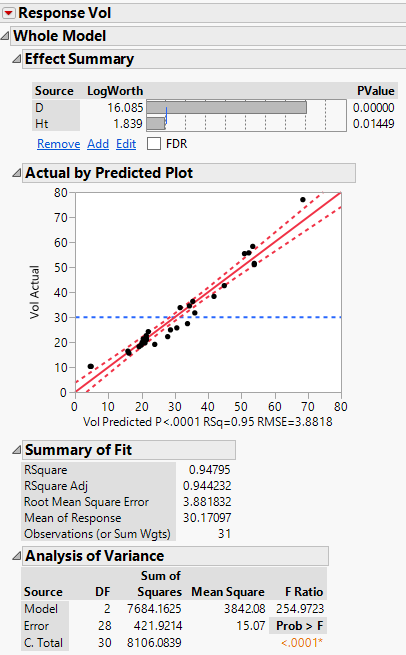 Response Vol
Whole Model
Effect Summary
Source LogWorth PValue
D 16.085 0.00000
Ht 1.839 0.01449
Remove Add Edit FDR
Actual by Predicted Plot
80
70
60
50
40
30
20
10
0
Vol Actual
0 10 20 30 40 50 60 70 80
Vol Predicted P<.0001 RSq=0.95 RMSE=3.8818
Summary of Fit
RSquare 0.94795
RSquare Adj 0.944232
Root Mean Square Error 3.881832
Mean of Response 30.17097
Observations (or Sum Wgts) 31
Analysis of Variance
Sum of
Source DF Squares Mean Square F Ratio
Model 2 7684.1625 3842.08 254.9723
Error 28 421.9214 15.07 Prob > F
C. Total 30 8106.0839 <.0001*